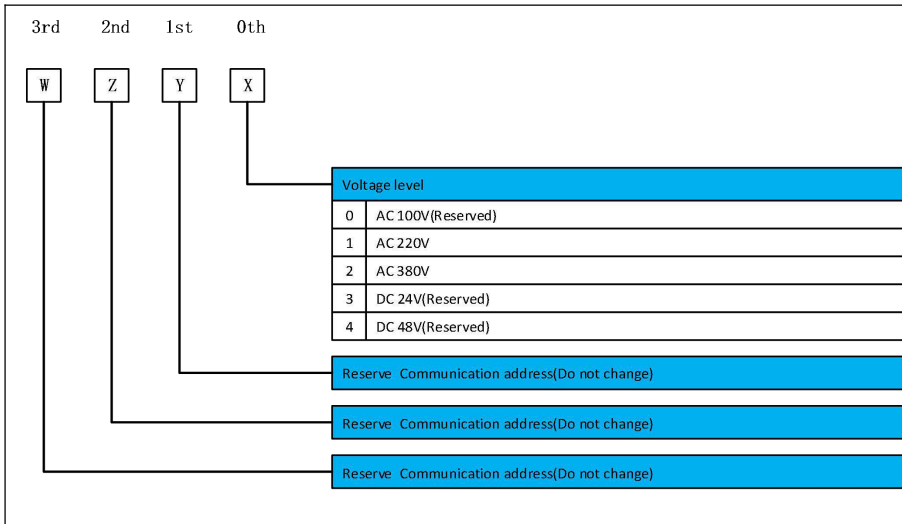 3rd 2nd 1st 0th
W Z Y X
Voltage level
0 AC 100V(Reserved)
1 AC 220V
2 AC 380V
3 DC 24V(Reserved)
4 DC 48V(Reserved)
Reserve Communication address(Do not change)
Reserve Communication address(Do not change)
Reserve Communication address(Do not change)